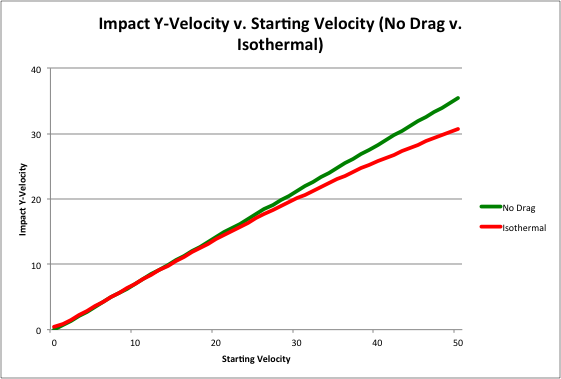 Impact Y-Velocity v. Starting Velocity (No Drag v.
Isothermal)
40
30
20
10
0
Impact Y-Velocity
0 10 20 30 40 50
Starting Velocity
No Drag
Isothermal